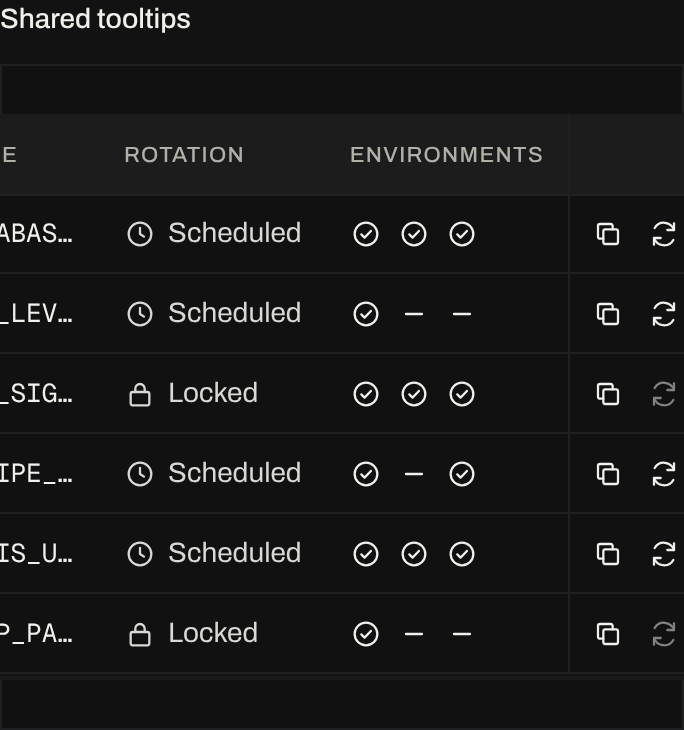 Shared tooltips
E ROTATION ENVIRONMENTS
ABAS… Scheduled
_LEV… Scheduled
_SIG… Locked
IPE_… Scheduled
IS_U… Scheduled
P_PA… Locked